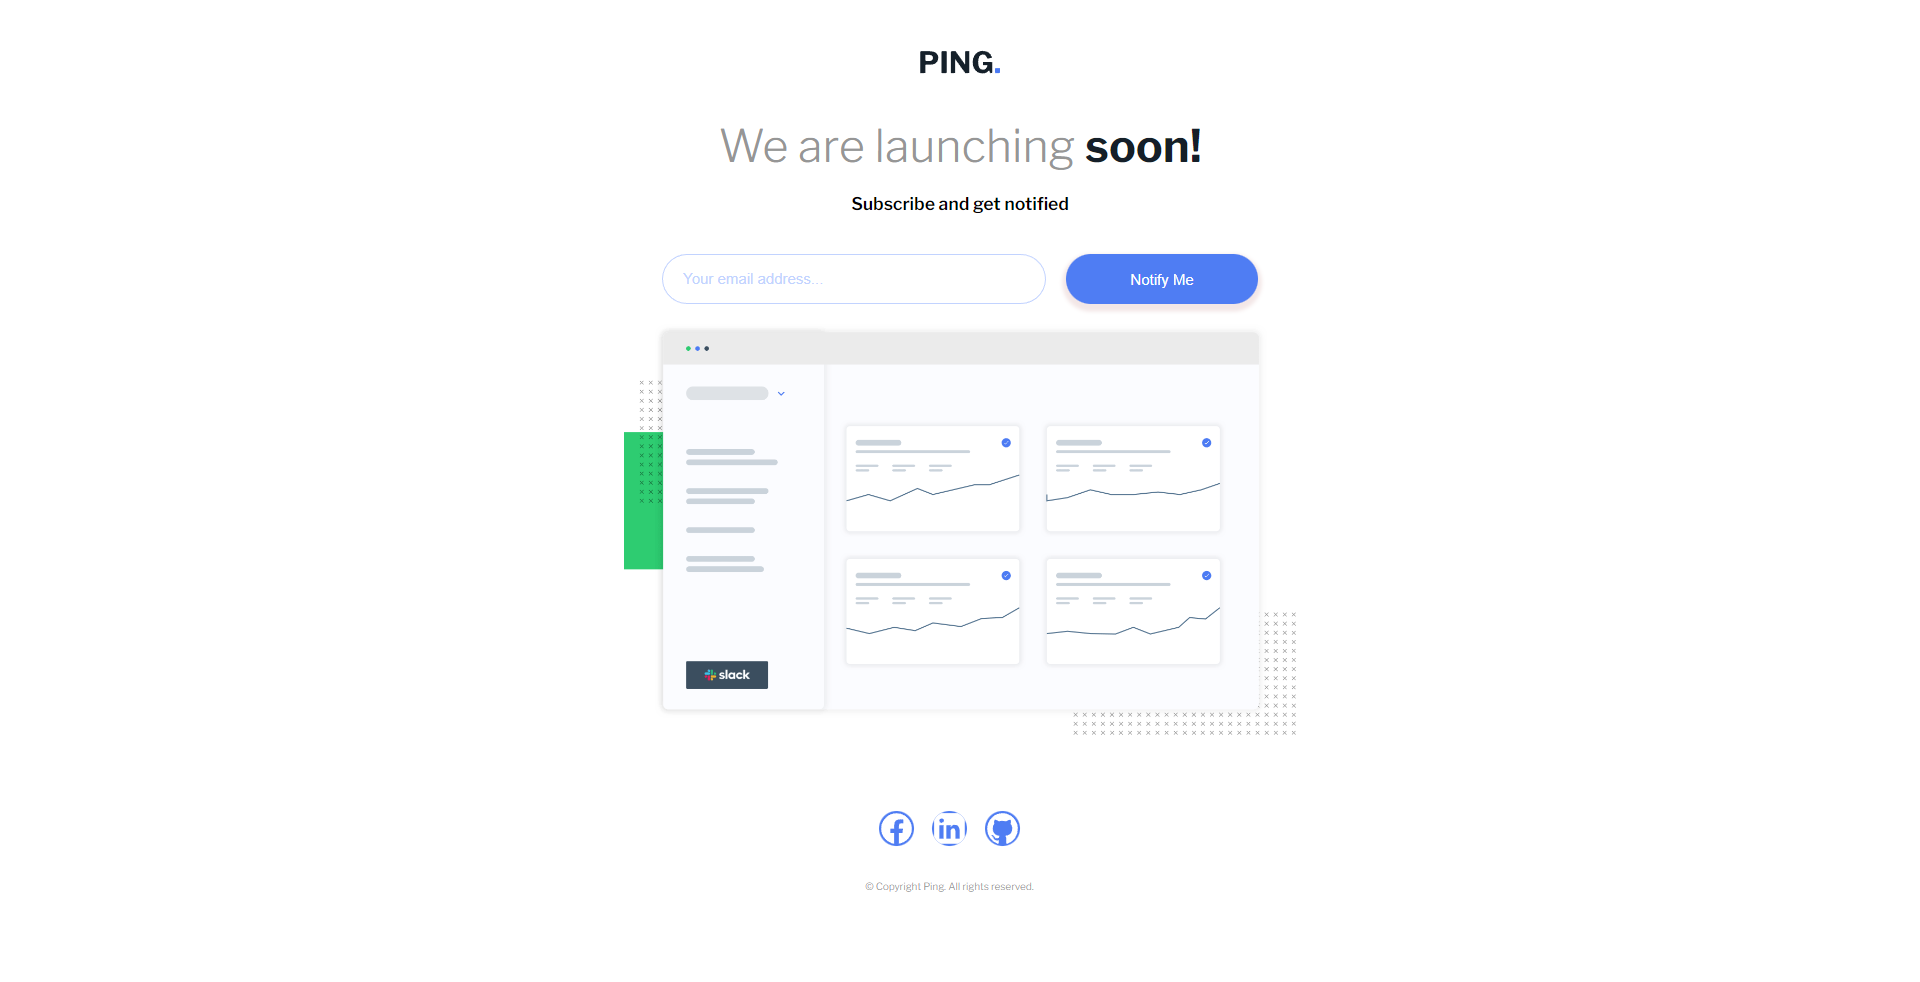 PING.
We are launching soon!
Subscribe and get notified
Your email address...
Notify Me
slack
© Copyright Ping. All rights reserved.